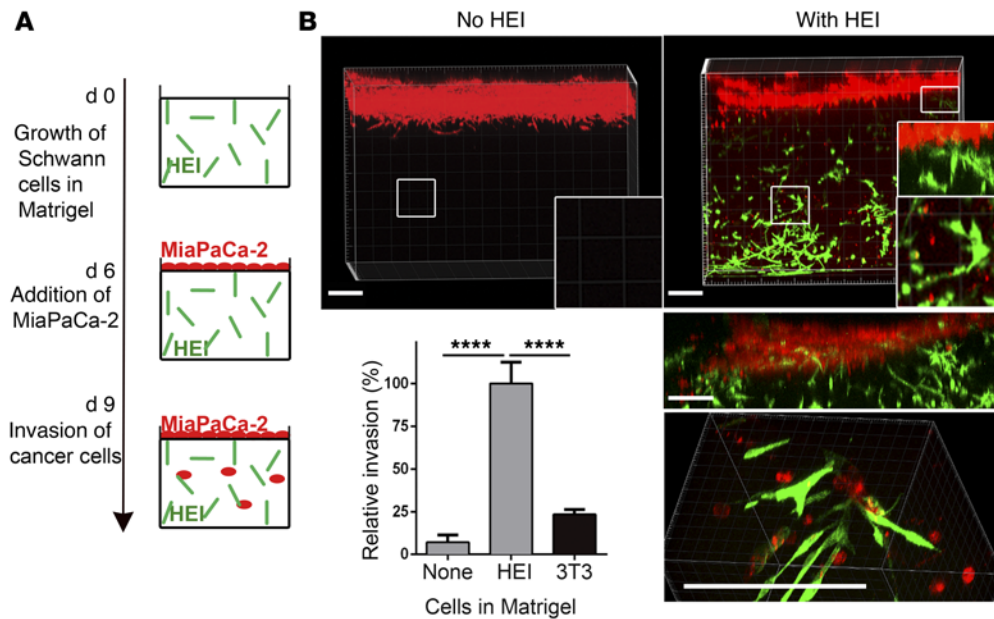 A
d 0
Growth of
Schwann
cells in
Matrigel
HEI
MiaPaCa-2
d 6
Addition of
MiaPaCa-2
HEI
d 9
MiaPaCa-2
Invasion of
cancer cells
HEI
B
No HEI
With HEI
**** ****
Relative invasion (%)
100
75
50
25
0
None HEI 3T3
Cells in Matrigel